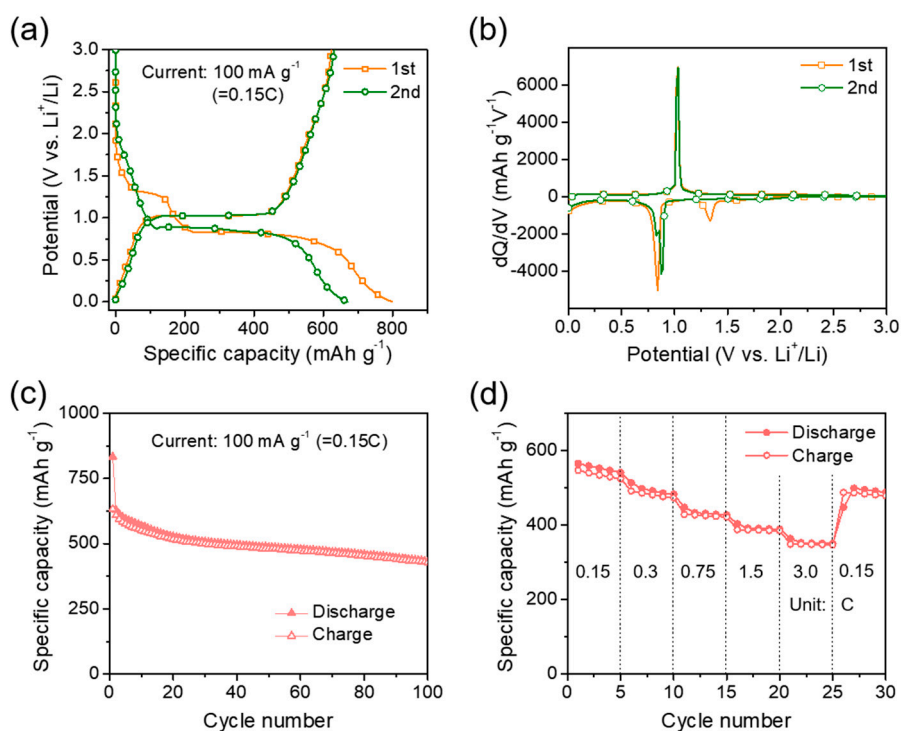 (a)
Potential (V vs. Li⁺/Li)
3.0
2.5
2.0
1.5
1.0
0.5
0.0
Current: 100 mA g⁻¹
(=0.15C)
1st
2nd
0 200 400 600 800
Specific capacity (mAh g⁻¹)
(b)
dQ/dV (mAh g⁻¹V⁻¹)
6000
4000
2000
0
-2000
-4000
1st
2nd
0.0 0.5 1.0 1.5 2.0 2.5 3.0
Potential (V vs. Li⁺/Li)
(c)
Specific capacity (mAh g⁻¹)
1000
750
500
250
0
Current: 100 mA g⁻¹ (=0.15C)
Discharge
Charge
0 20 40 60 80 100
Cycle number
(d)
Specific capacity (mAh g⁻¹)
600
400
200
0
Discharge
Charge
0.15 0.3 0.75 1.5 3.0 0.15
Unit: C
0 5 10 15 20 25 30
Cycle number